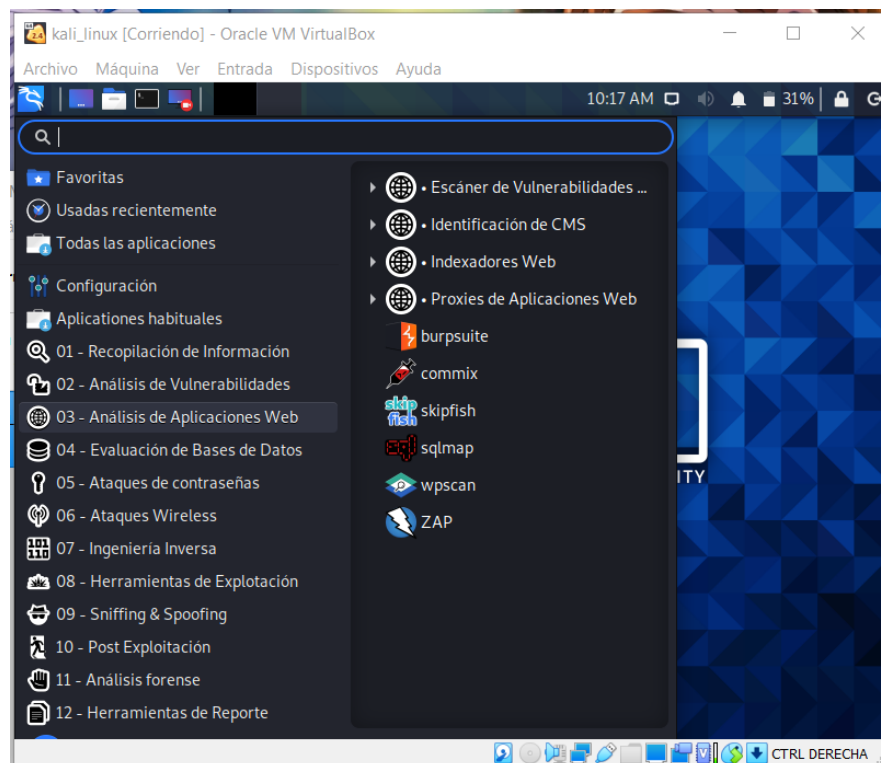 kali_linux [Corriendo] - Oracle VM VirtualBox
Archivo Máquina Ver Entrada Dispositivos Ayuda
10:17 AM 31%
Favoritas
Usadas recientemente
Todas las aplicaciones
Configuración
Aplicationes habituales
01 - Recopilación de Información
02 - Análisis de Vulnerabilidades
03 - Análisis de Aplicaciones Web
04 - Evaluación de Bases de Datos
05 - Ataques de contraseñas
06 - Ataques Wireless
07 - Ingeniería Inversa
08 - Herramientas de Explotación
09 - Sniffing & Spoofing
10 - Post Exploitación
11 - Análisis forense
12 - Herramientas de Reporte
• Escáner de Vulnerabilidades ...
• Identificación de CMS
• Indexadores Web
• Proxies de Aplicaciones Web
burpsuite
commix
skip fish skipfish
sql sqlmap
wpscan
ZAP
ITY
CTRL DERECHA